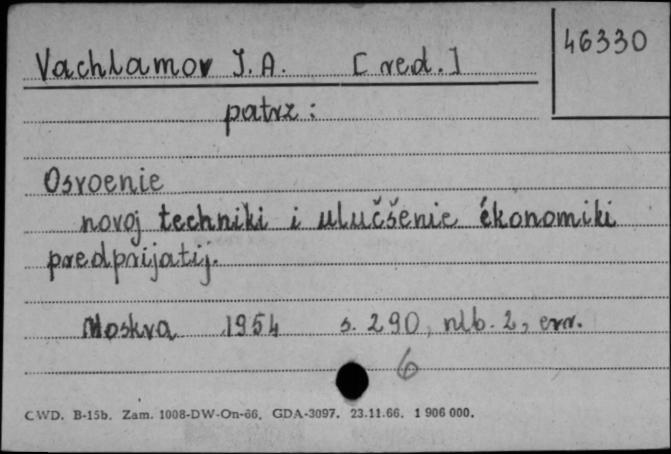 46330
Vachlamov I. A. [red.]
patrz:
Osvoenie
novoj techniki i ulučšenie ékonomiki
predprijatij.
Moskva 1954 s. 290, nlb. 2, err.
6
CWD. B-15b. Zam. 1008-DW-On-66. GDA-3097. 23.11.66. 1 906 000.